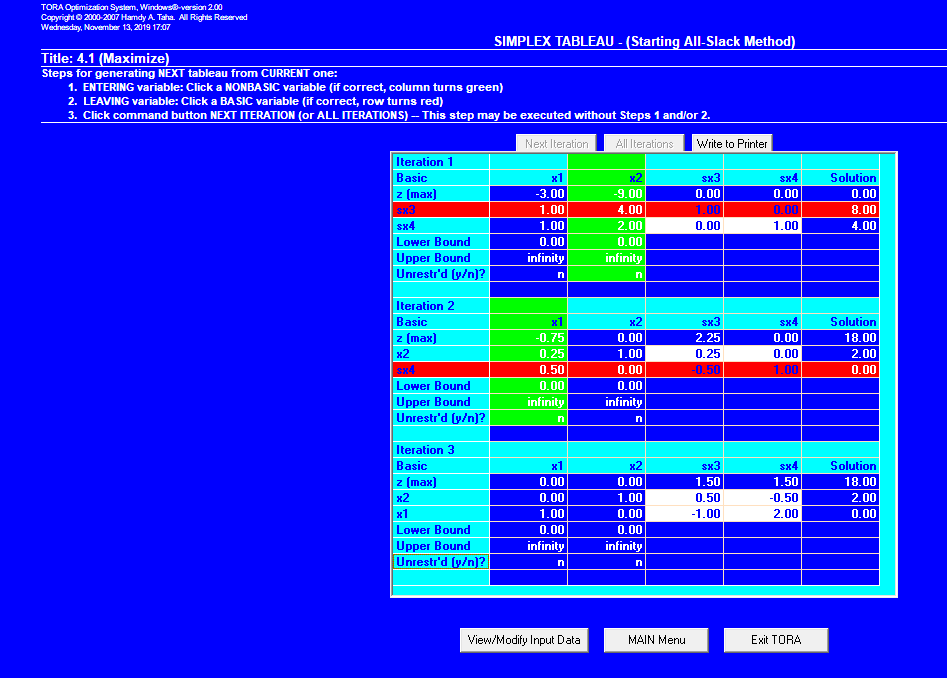 TORA Optimization System, Windows®-version 2.00
Copyright © 2000-2007 Hamdy A. Taha. All Rights Reserved
Wednesday, November 13, 2019 17:07
SIMPLEX TABLEAU - (Starting All-Slack Method)
Title: 4.1 (Maximize)
Steps for generating NEXT tableau from CURRENT one:
1. ENTERING variable: Click a NONBASIC variable (if correct, column turns green)
2. LEAVING variable: Click a BASIC variable (if correct, row turns red)
3. Click command button NEXT ITERATION (or ALL ITERATIONS) -- This step may be executed without Steps 1 and/or 2.
Next Iteration All Iterations Write to Printer
Iteration 1
Basic x1 x2 sx3 sx4 Solution
z (max) -3.00 -9.00 0.00 0.00 0.00
sx3 1.00 4.00 1.00 0.00 8.00
sx4 1.00 2.00 0.00 1.00 4.00
Lower Bound 0.00 0.00
Upper Bound infinity infinity
Unrestr'd (y/n)? n n
Iteration 2
Basic x1 x2 sx3 sx4 Solution
z (max) -0.75 0.00 2.25 0.00 18.00
x2 0.25 1.00 0.25 0.00 2.00
sx4 0.50 0.00 -0.50 1.00 0.00
Lower Bound 0.00 0.00
Upper Bound infinity infinity
Unrestr'd (y/n)? n n
Iteration 3
Basic x1 x2 sx3 sx4 Solution
z (max) 0.00 0.00 1.50 1.50 18.00
x2 0.00 1.00 0.50 -0.50 2.00
x1 1.00 0.00 -1.00 2.00 0.00
Lower Bound 0.00 0.00
Upper Bound infinity infinity
Unrestr'd (y/n)? n n
View/Modify Input Data MAIN Menu Exit TORA